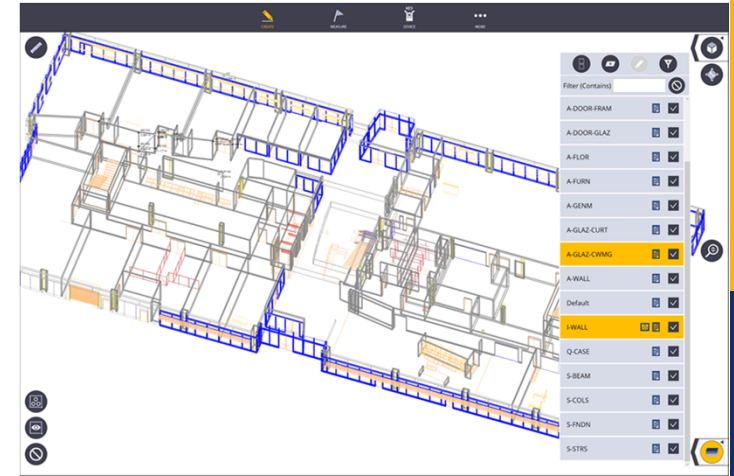 CREATE
MEASURE
DEVICE
MORE
Filter (Contains)
A-DOOR-FRAM
A-DOOR-GLAZ
A-FLOR
A-FURN
A-GENM
A-GLAZ-CURT
A-GLAZ-CWMG
A-WALL
Default
I-WALL
Q-CASE
S-BEAM
S-COLS
S-FNDN
S-STRS